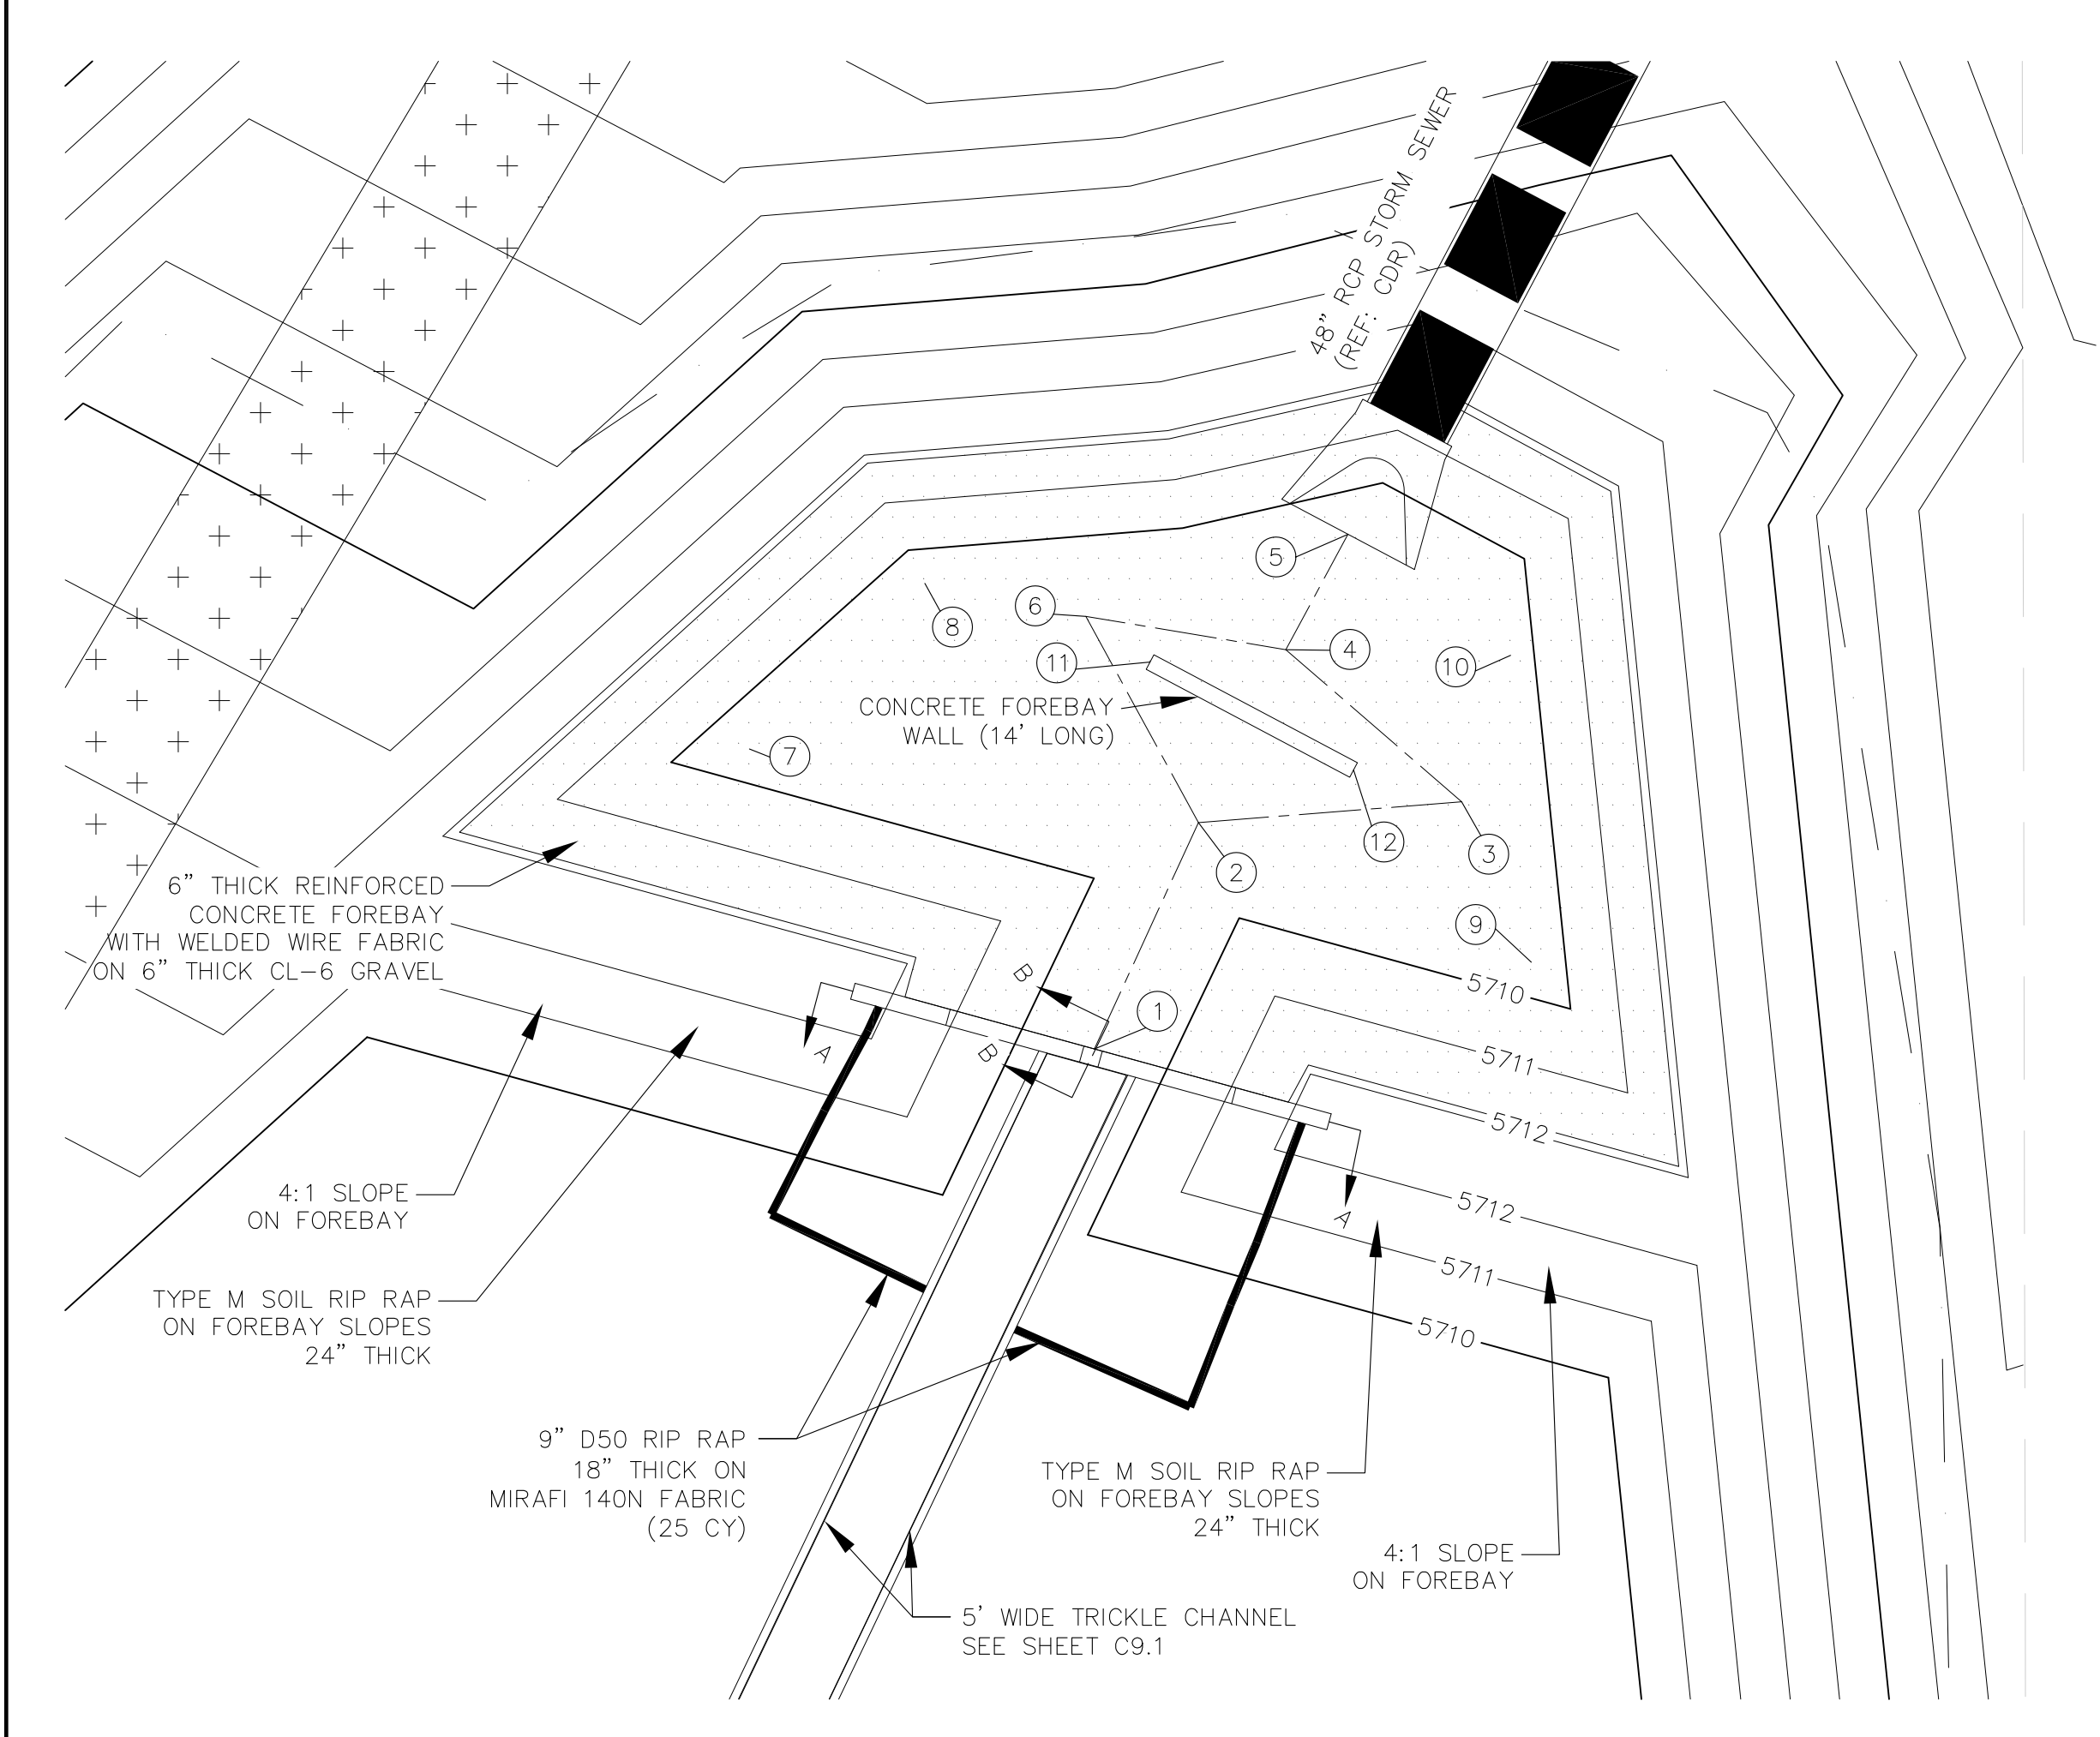 48" RCP STORM SEWER
(REF: CDR)
5
6
8
4
11
10
CONCRETE FOREBAY
WALL (14' LONG)
7
12
3
2
6" THICK REINFORCED
CONCRETE FOREBAY
WITH WELDED WIRE FABRIC
ON 6" THICK CL-6 GRAVEL
9
B
5710
1
A
B
5711
5712
4:1 SLOPE
ON FOREBAY
5712
A
5711
TYPE M SOIL RIP RAP
ON FOREBAY SLOPES
24" THICK
5710
9" D50 RIP RAP
18" THICK ON
MIRAFI 140N FABRIC
(25 CY)
TYPE M SOIL RIP RAP
ON FOREBAY SLOPES
24" THICK
4:1 SLOPE
ON FOREBAY
5' WIDE TRICKLE CHANNEL
SEE SHEET C9.1